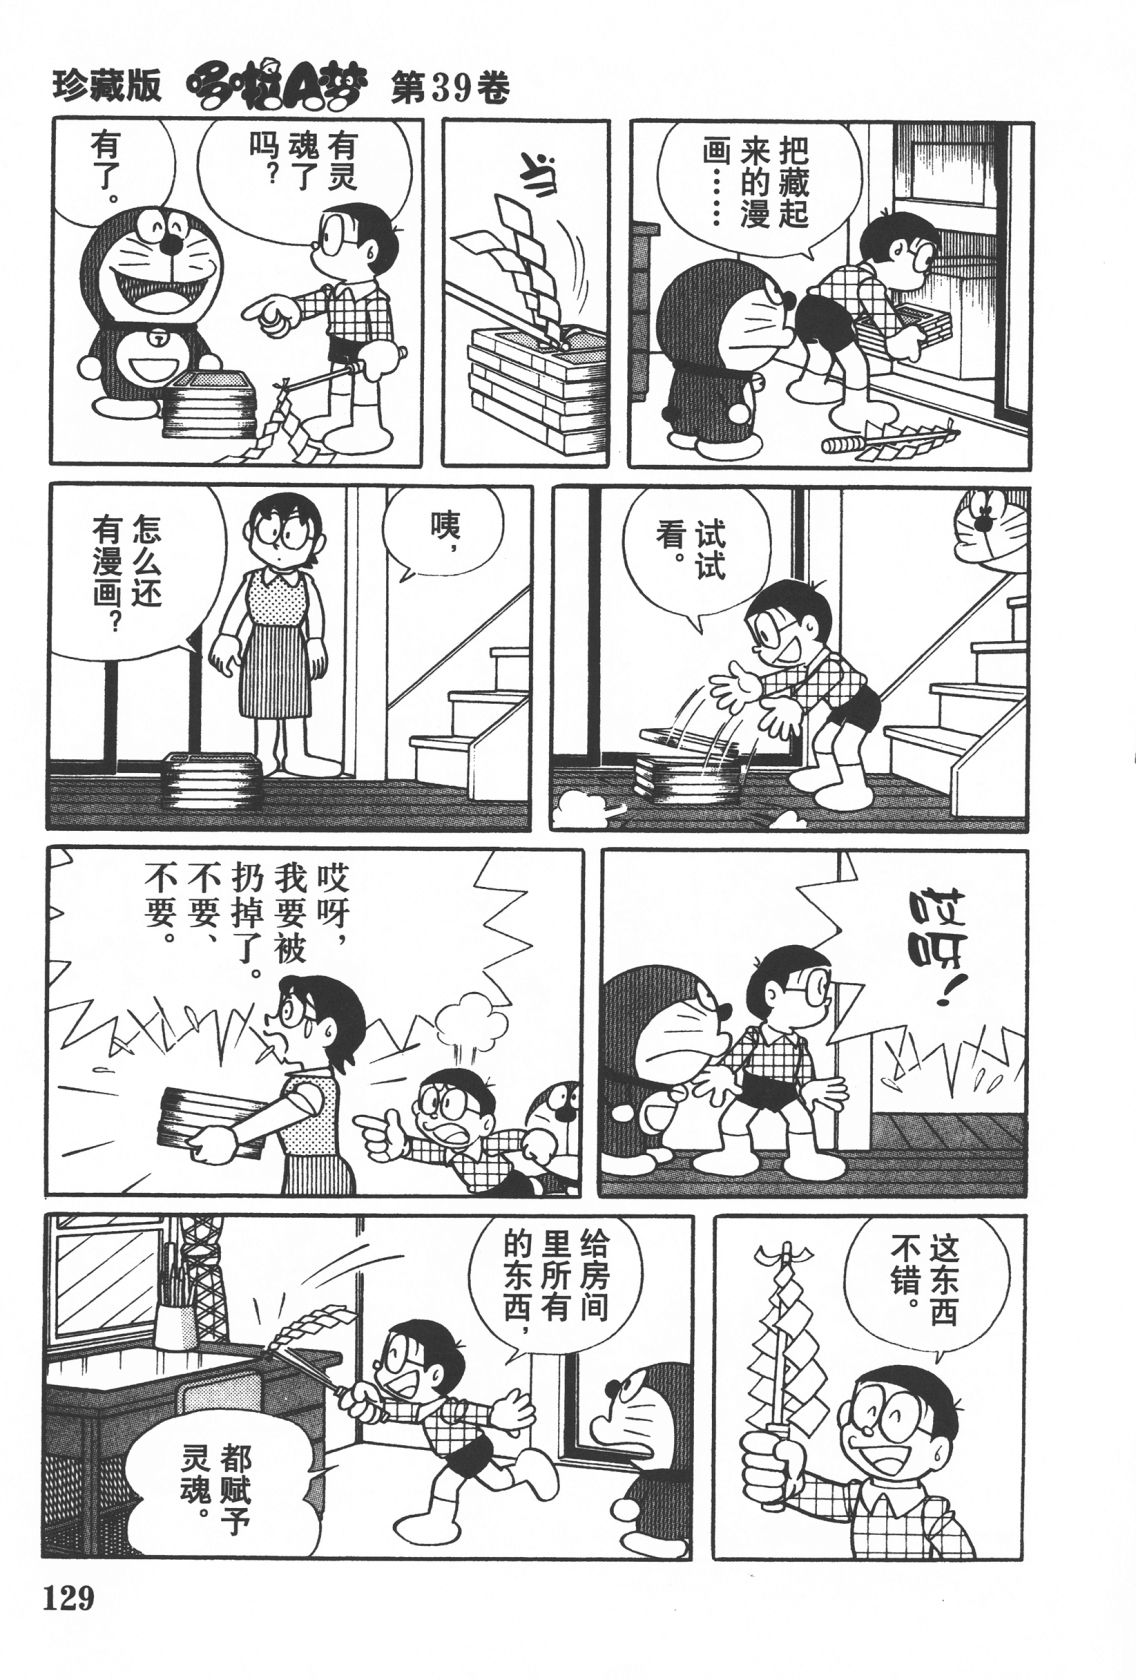 珍藏版 哆啦A梦 第39卷
把藏起
来的漫
画……
有灵
魂了
吗？
有了。
试试
看。
咦，
怎么还
有漫画？
哎呀，
我要被
扔掉了。
不要、
不要。
这东西
不错。
给房间
里所有
的东西，
都赋予
灵魂。
129